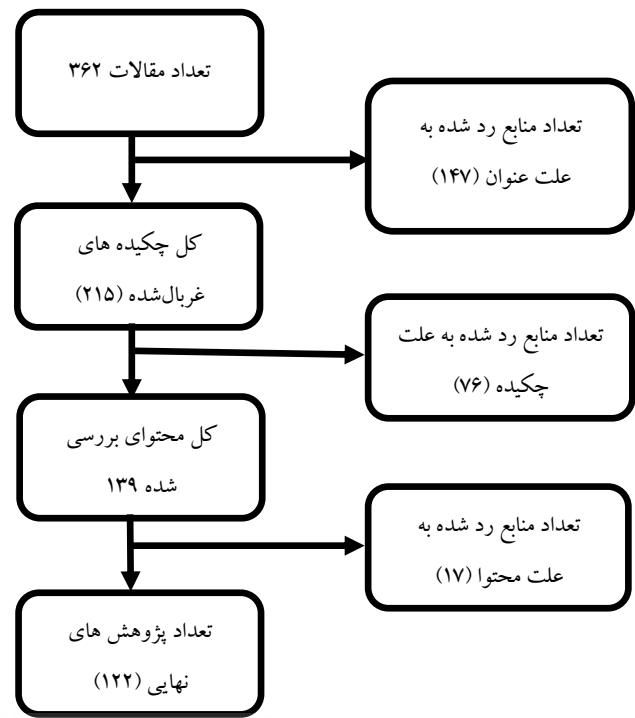 تعداد مقالات ۳۶۲
تعداد منابع رد شده به
علت عنوان (۱۴۷)
کل چکیده های
غربال‌شده (۲۱۵)
تعداد منابع رد شده به علت
چکیده (۷۶)
کل محتوای بررسی
شده ۱۳۹
تعداد منابع رد شده به
علت محتوا (۱۷)
تعداد پژوهش های
نهایی (۱۲۲)